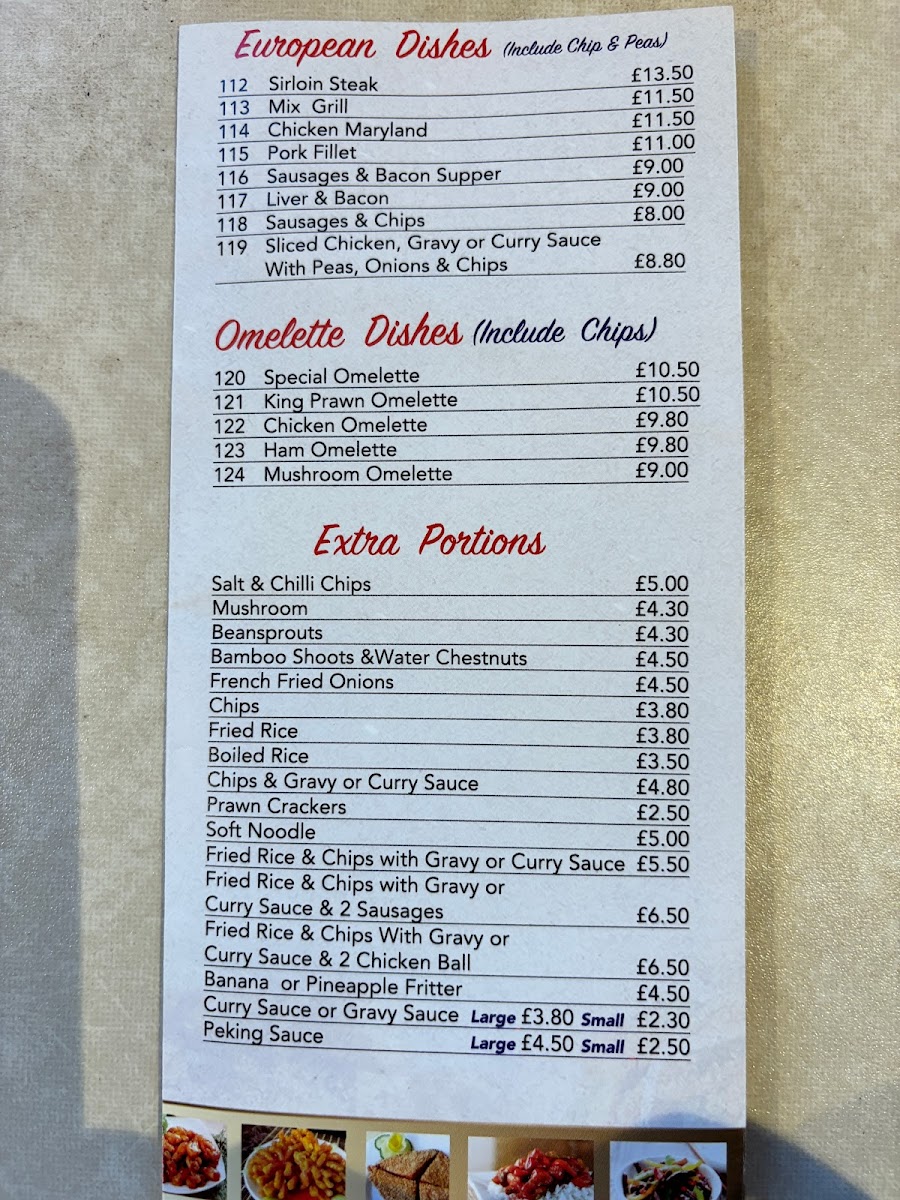 European Dishes (Include Chip & Peas)
112 Sirloin Steak £13.50
113 Mix Grill £11.50
114 Chicken Maryland £11.50
115 Pork Fillet £11.00
116 Sausages & Bacon Supper £9.00
117 Liver & Bacon £9.00
118 Sausages & Chips £8.00
119 Sliced Chicken, Gravy or Curry Sauce
With Peas, Onions & Chips £8.80
Omelette Dishes (Include Chips)
120 Special Omelette £10.50
121 King Prawn Omelette £10.50
122 Chicken Omelette £9.80
123 Ham Omelette £9.80
124 Mushroom Omelette £9.00
Extra Portions
Salt & Chilli Chips £5.00
Mushroom £4.30
Beansprouts £4.30
Bamboo Shoots &Water Chestnuts £4.50
French Fried Onions £4.50
Chips £3.80
Fried Rice £3.80
Boiled Rice £3.50
Chips & Gravy or Curry Sauce £4.80
Prawn Crackers £2.50
Soft Noodle £5.00
Fried Rice & Chips with Gravy or Curry Sauce £5.50
Fried Rice & Chips with Gravy or
Curry Sauce & 2 Sausages £6.50
Fried Rice & Chips With Gravy or
Curry Sauce & 2 Chicken Ball £6.50
Banana or Pineapple Fritter £4.50
Curry Sauce or Gravy Sauce Large £3.80 Small £2.30
Peking Sauce Large £4.50 Small £2.50